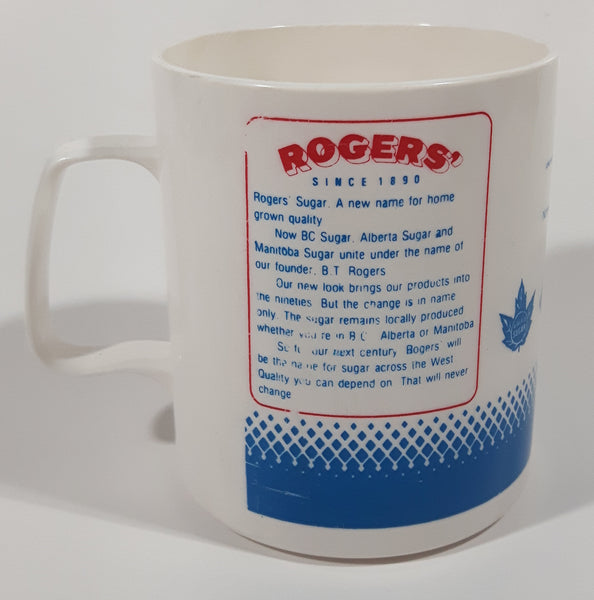 ROGERS'
SINCE 1890
Rogers' Sugar. A new name for home
grown quality
Now BC Sugar, Alberta Sugar and
Manitoba Sugar unite under the name of
our founder, B.T. Rogers
Our new look brings our products into
the nineties. But the change is in name
only. The sugar remains locally produced
whether you're in B.C. Alberta or Manitoba
So for our next century Rogers' will
be the name for sugar across the West
Quality you can depend on. That will never
change